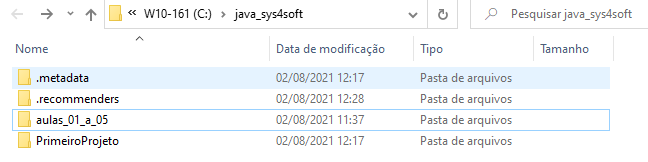 « W10-161 (C:) › java_sys4soft Pesquisar java_sys4soft
Nome Data de modificação Tipo Tamanho
.metadata 02/08/2021 12:17 Pasta de arquivos
.recommenders 02/08/2021 12:28 Pasta de arquivos
aulas_01_a_05 02/08/2021 11:37 Pasta de arquivos
PrimeiroProjeto 02/08/2021 12:17 Pasta de arquivos